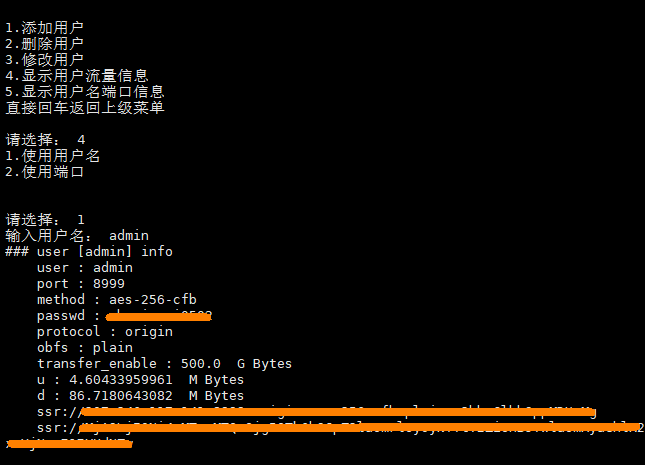 1.添加用户
2.删除用户
3.修改用户
4.显示用户流量信息
5.显示用户名端口信息
直接回车返回上级菜单
请选择： 4
1.使用用户名
2.使用端口
请选择： 1
输入用户名： admin
### user [admin] info
user : admin
port : 8999
method : aes-256-cfb
passwd :
protocol : origin
obfs : plain
transfer_enable : 500.0 G Bytes
u : 4.60433959961 M Bytes
d : 86.7180643082 M Bytes
ssr://
ssr://